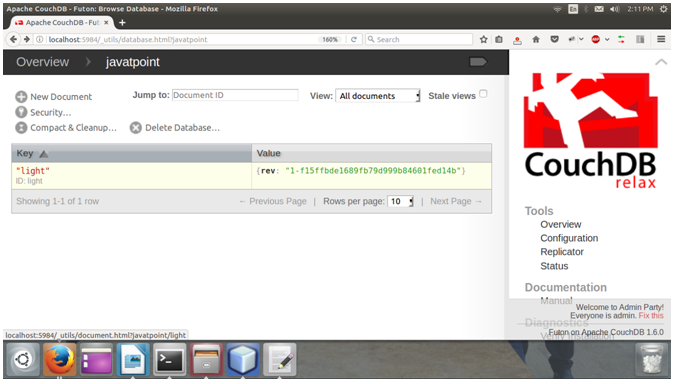 Apache CouchDB - Futon: Browse Database - Mozilla Firefox
En
2:11 PM
Apache CouchDB - Fut...
localhost:5984/_utils/database.html?javatpoint
160%
Search
ABP
Overview
javatpoint
New Document
Jump to: Document ID
View: All documents
Stale views
Security...
Compact & Cleanup...
Delete Database...
Key
Value
"light"
ID: light
{rev: "1-f15ffbde1689fb79d999b84601fed14b"}
Showing 1-1 of 1 row
← Previous Page | Rows per page: 10 | Next Page →
CouchDB
relax
Tools
Overview
Configuration
Replicator
Status
Documentation
Manual
Diagnostics
Verify Installation
Welcome to Admin Party!
Everyone is admin. Fix this
Futon on Apache CouchDB 1.6.0
localhost:5984/_utils/document.html?javatpoint/light